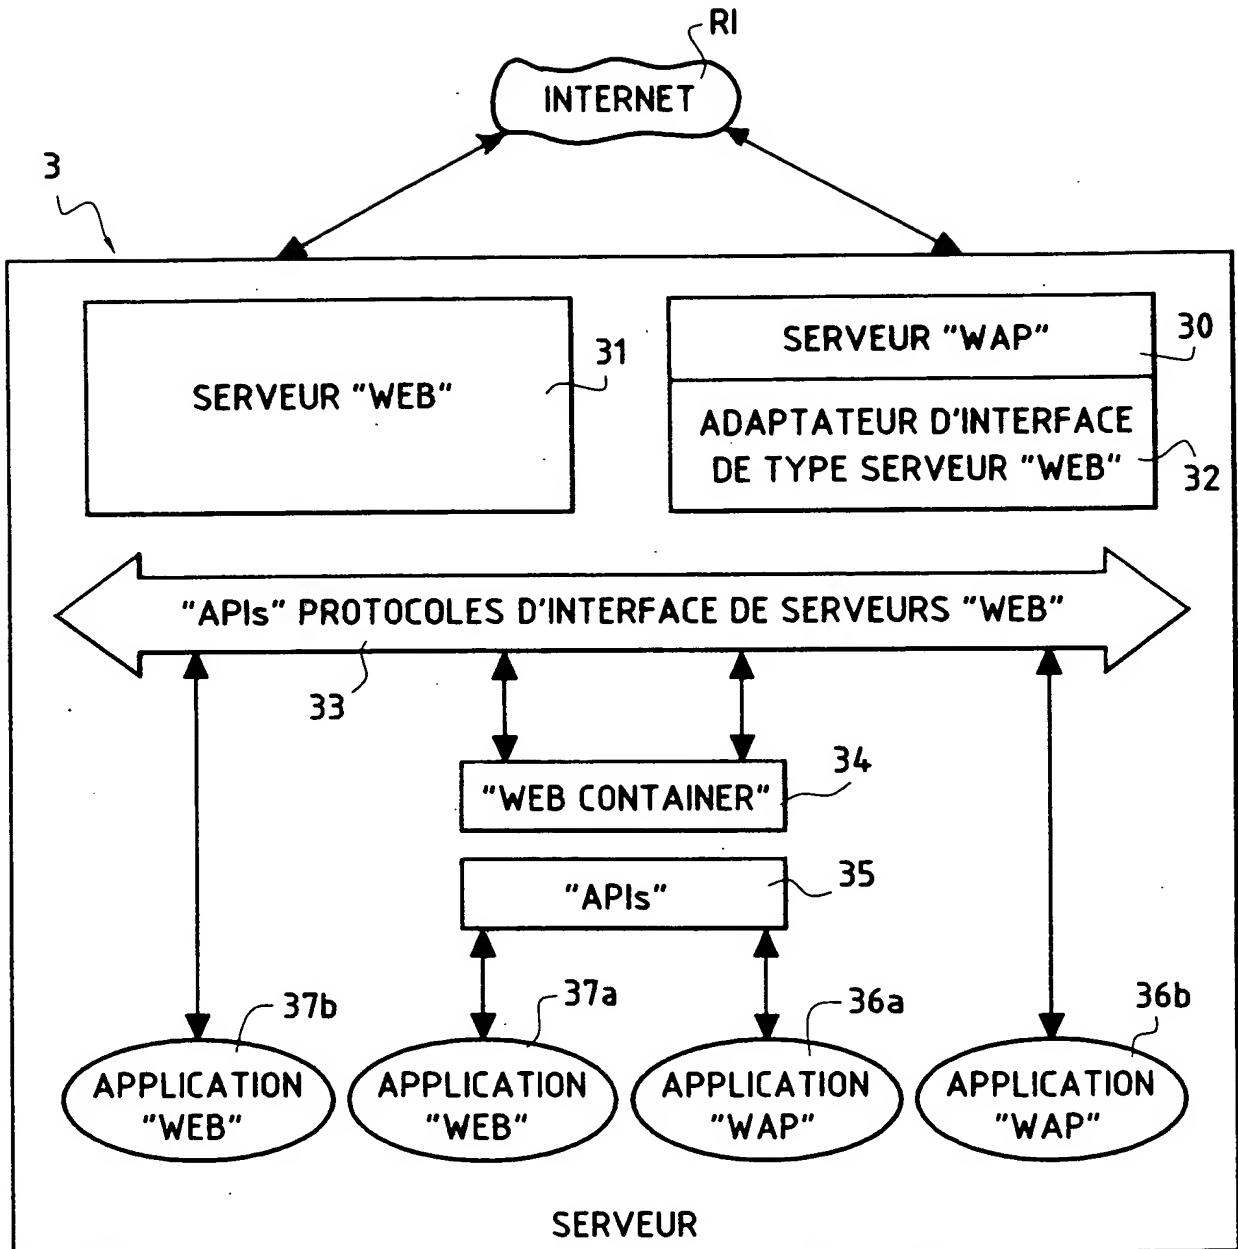 RI
INTERNET
3
SERVEUR "WEB"
31
SERVEUR "WAP"
30
ADAPTATEUR D'INTERFACE
DE TYPE SERVEUR "WEB"
32
"APIs" PROTOCOLES D'INTERFACE DE SERVEURS "WEB"
33
"WEB CONTAINER"
34
"APIs"
35
37b
37a
36a
36b
APPLICATION
"WEB"
APPLICATION
"WEB"
APPLICATION
"WAP"
APPLICATION
"WAP"
SERVEUR